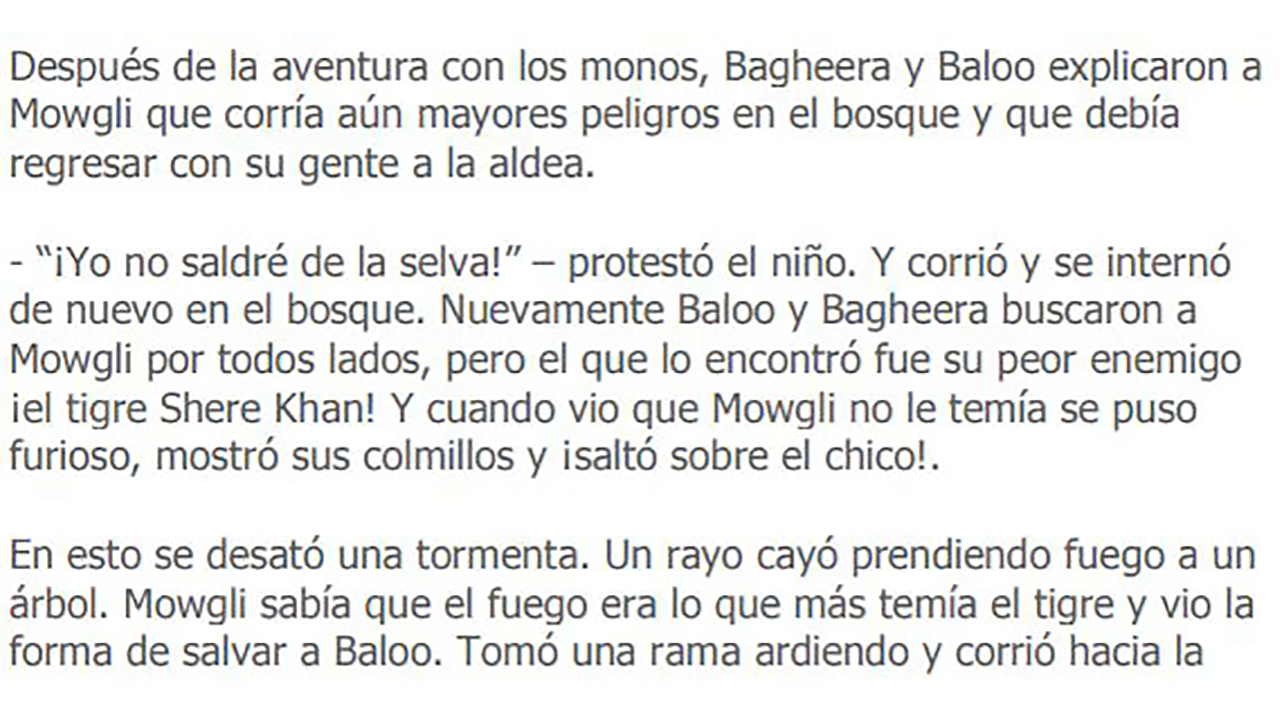 Después de la aventura con los monos, Bagheera y Baloo explicaron a
Mowgli que corría aún mayores peligros en el bosque y que debía
regresar con su gente a la aldea.
- “¡Yo no saldré de la selva!” – protestó el niño. Y corrió y se internó
de nuevo en el bosque. Nuevamente Baloo y Bagheera buscaron a
Mowgli por todos lados, pero el que lo encontró fue su peor enemigo
¡el tigre Shere Khan! Y cuando vio que Mowgli no le temía se puso
furioso, mostró sus colmillos y ¡saltó sobre el chico!.
En esto se desató una tormenta. Un rayo cayó prendiendo fuego a un
árbol. Mowgli sabía que el fuego era lo que más temía el tigre y vio la
forma de salvar a Baloo. Tomó una rama ardiendo y corrió hacia la